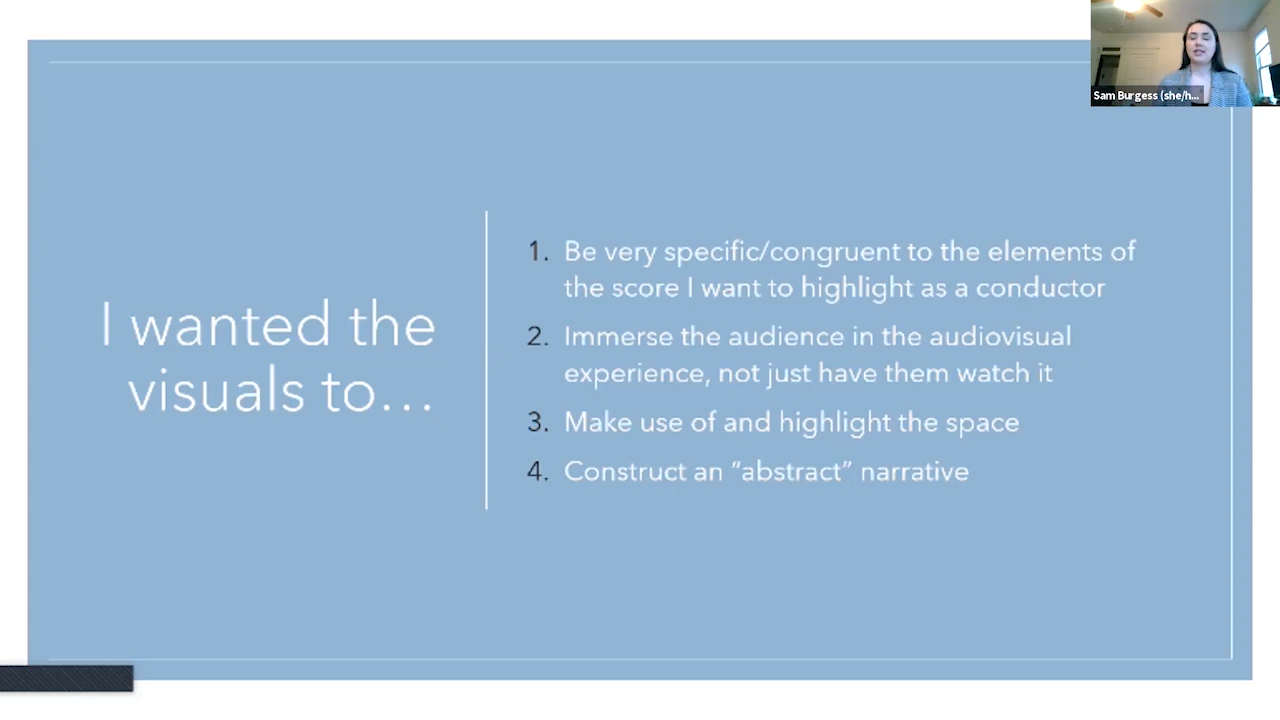 Sam Burgess (she/h...
I wanted the
visuals to...
1. Be very specific/congruent to the elements of
the score I want to highlight as a conductor
2. Immerse the audience in the audiovisual
experience, not just have them watch it
3. Make use of and highlight the space
4. Construct an “abstract” narrative